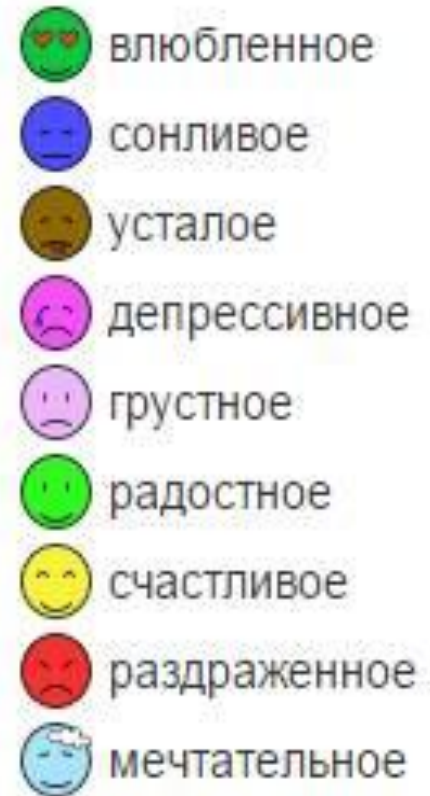 влюбленное
сонливое
усталое
депрессивное
грустное
радостное
счастливое
раздраженное
мечтательное